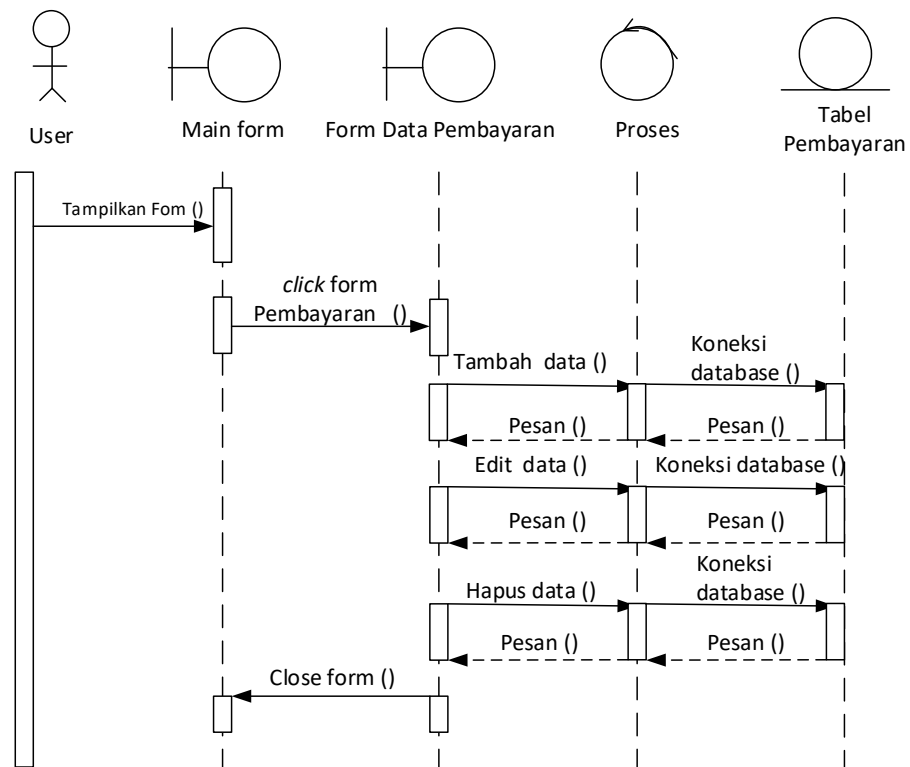 User
Main form
Form Data Pembayaran
Proses
Tabel
Pembayaran
Tampilkan Fom ()
click form
Pembayaran ()
Tambah data ()
Koneksi
database ()
Pesan ()
Pesan ()
Edit data ()
Koneksi database ()
Pesan ()
Pesan ()
Hapus data ()
Koneksi
database ()
Pesan ()
Pesan ()
Close form ()